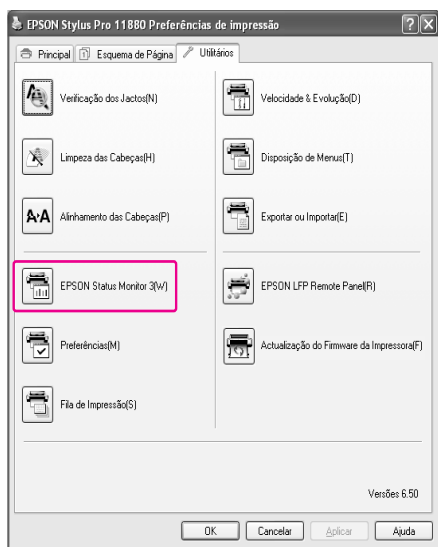 EPSON Stylus Pro 11880 Preferências de impressão
Principal Esquema de Página Utilitários
Verificação dos Jactos(N)
Velocidade & Evolução(D)
Limpeza das Cabeças(H)
Disposição de Menus(T)
A›A Alinhamento das Cabeças(P)
Exportar ou Importar(E)
EPSON Status Monitor 3(W)
EPSON LFP Remote Panel(R)
Preferências(M)
Actualização do Firmware da Impressora(F)
Fila de Impressão(S)
Versões 6.50
OK Cancelar Aplicar Ajuda